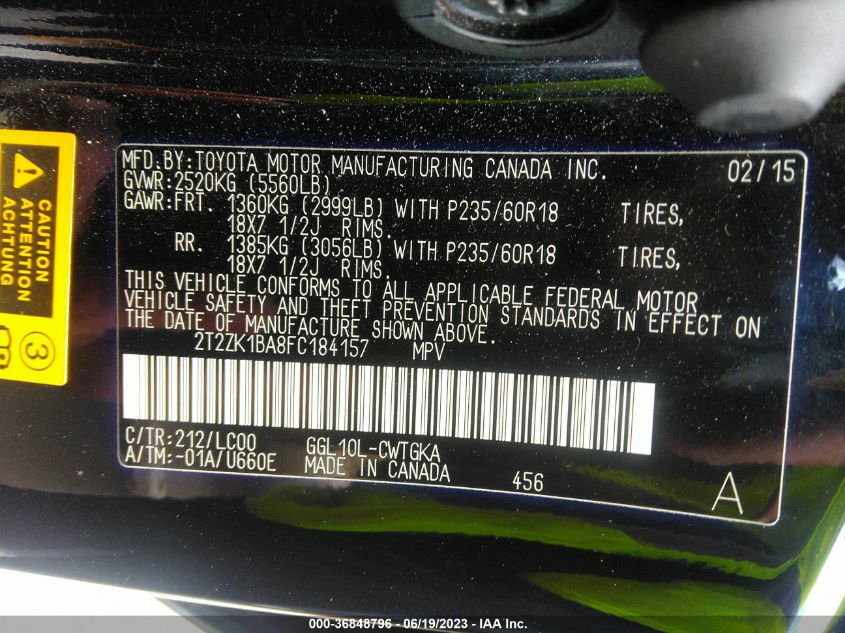 CAUTION
ATTENTION
3
MFD.BY:TOYOTA MOTOR MANUFACTURING CANADA INC. 02/15
GVWR:2520KG (5560LB)
GAWR:FRT. 1360KG (2999LB) WITH P235/60R18 TIRES,
18X7 1/2J RIMS.
RR. 1385KG (3056LB) WITH P235/60R18 TIRES,
18X7 1/2J RIMS.
THIS VEHICLE CONFORMS TO ALL APPLICABLE FEDERAL MOTOR
VEHICLE SAFETY AND THEFT PREVENTION STANDARDS IN EFFECT ON
THE DATE OF MANUFACTURE SHOWN ABOVE.
2T2ZK1BA8FC184157 MPV
C/TR:212/LC00 GGL10L-CWTGKA
A/TM:-01A/U660E MADE IN CANADA 456
A
000-36848796 - 06/19/2023 - IAA Inc.